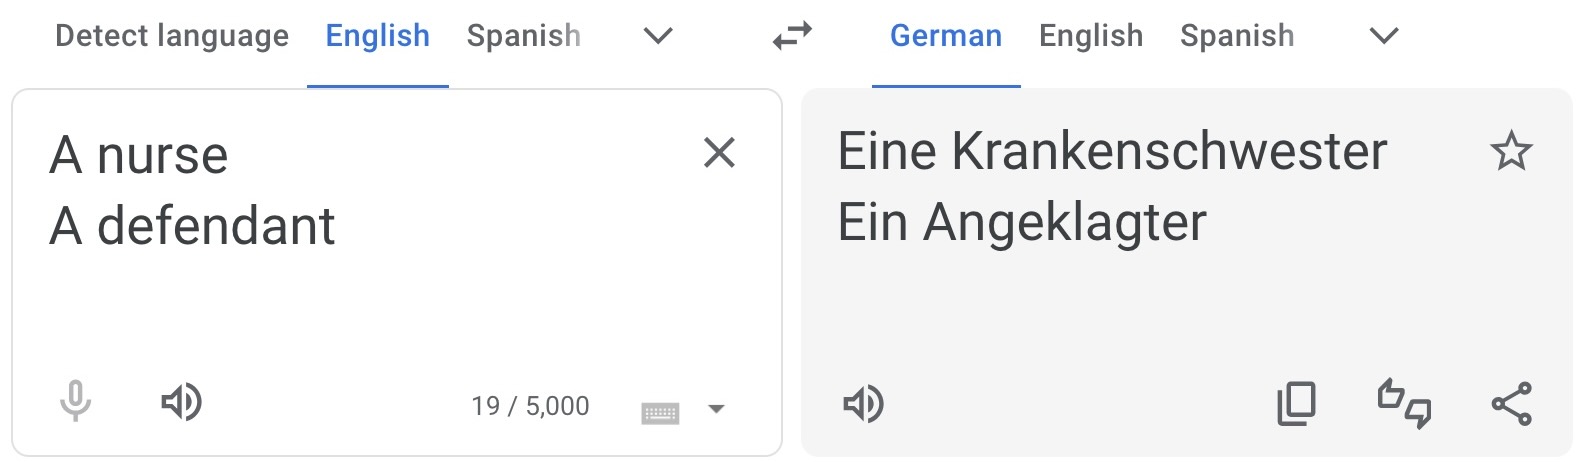 Detect language English Spanish German English Spanish
A nurse
A defendant
19 / 5,000
Eine Krankenschwester
Ein Angeklagter